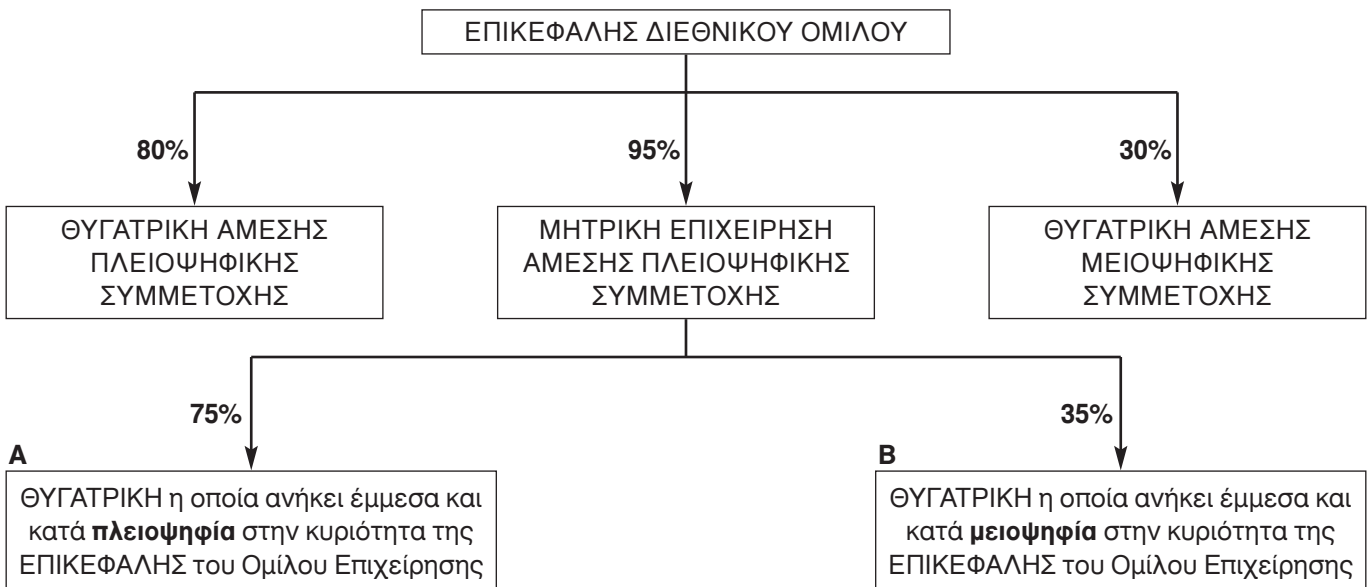 ΕΠΙΚΕΦΑΛΗΣ ΔΙΕΘΝΙΚΟΥ ΟΜΙΛΟΥ
80%
95%
30%
ΘΥΓΑΤΡΙΚΗ ΑΜΕΣΗΣ
ΠΛΕΙΟΨΗΦΙΚΗΣ
ΣΥΜΜΕΤΟΧΗΣ
ΜΗΤΡΙΚΗ ΕΠΙΧΕΙΡΗΣΗ
ΑΜΕΣΗΣ ΠΛΕΙΟΨΗΦΙΚΗΣ
ΣΥΜΜΕΤΟΧΗΣ
ΘΥΓΑΤΡΙΚΗ ΑΜΕΣΗΣ
ΜΕΙΟΨΗΦΙΚΗΣ
ΣΥΜΜΕΤΟΧΗΣ
75%
35%
Α
ΘΥΓΑΤΡΙΚΗ η οποία ανήκει έμμεσα και
κατά πλειοψηφία στην κυριότητα της
ΕΠΙΚΕΦΑΛΗΣ του Ομίλου Επιχείρησης
Β
ΘΥΓΑΤΡΙΚΗ η οποία ανήκει έμμεσα και
κατά μειοψηφία στην κυριότητα της
ΕΠΙΚΕΦΑΛΗΣ του Ομίλου Επιχείρησης